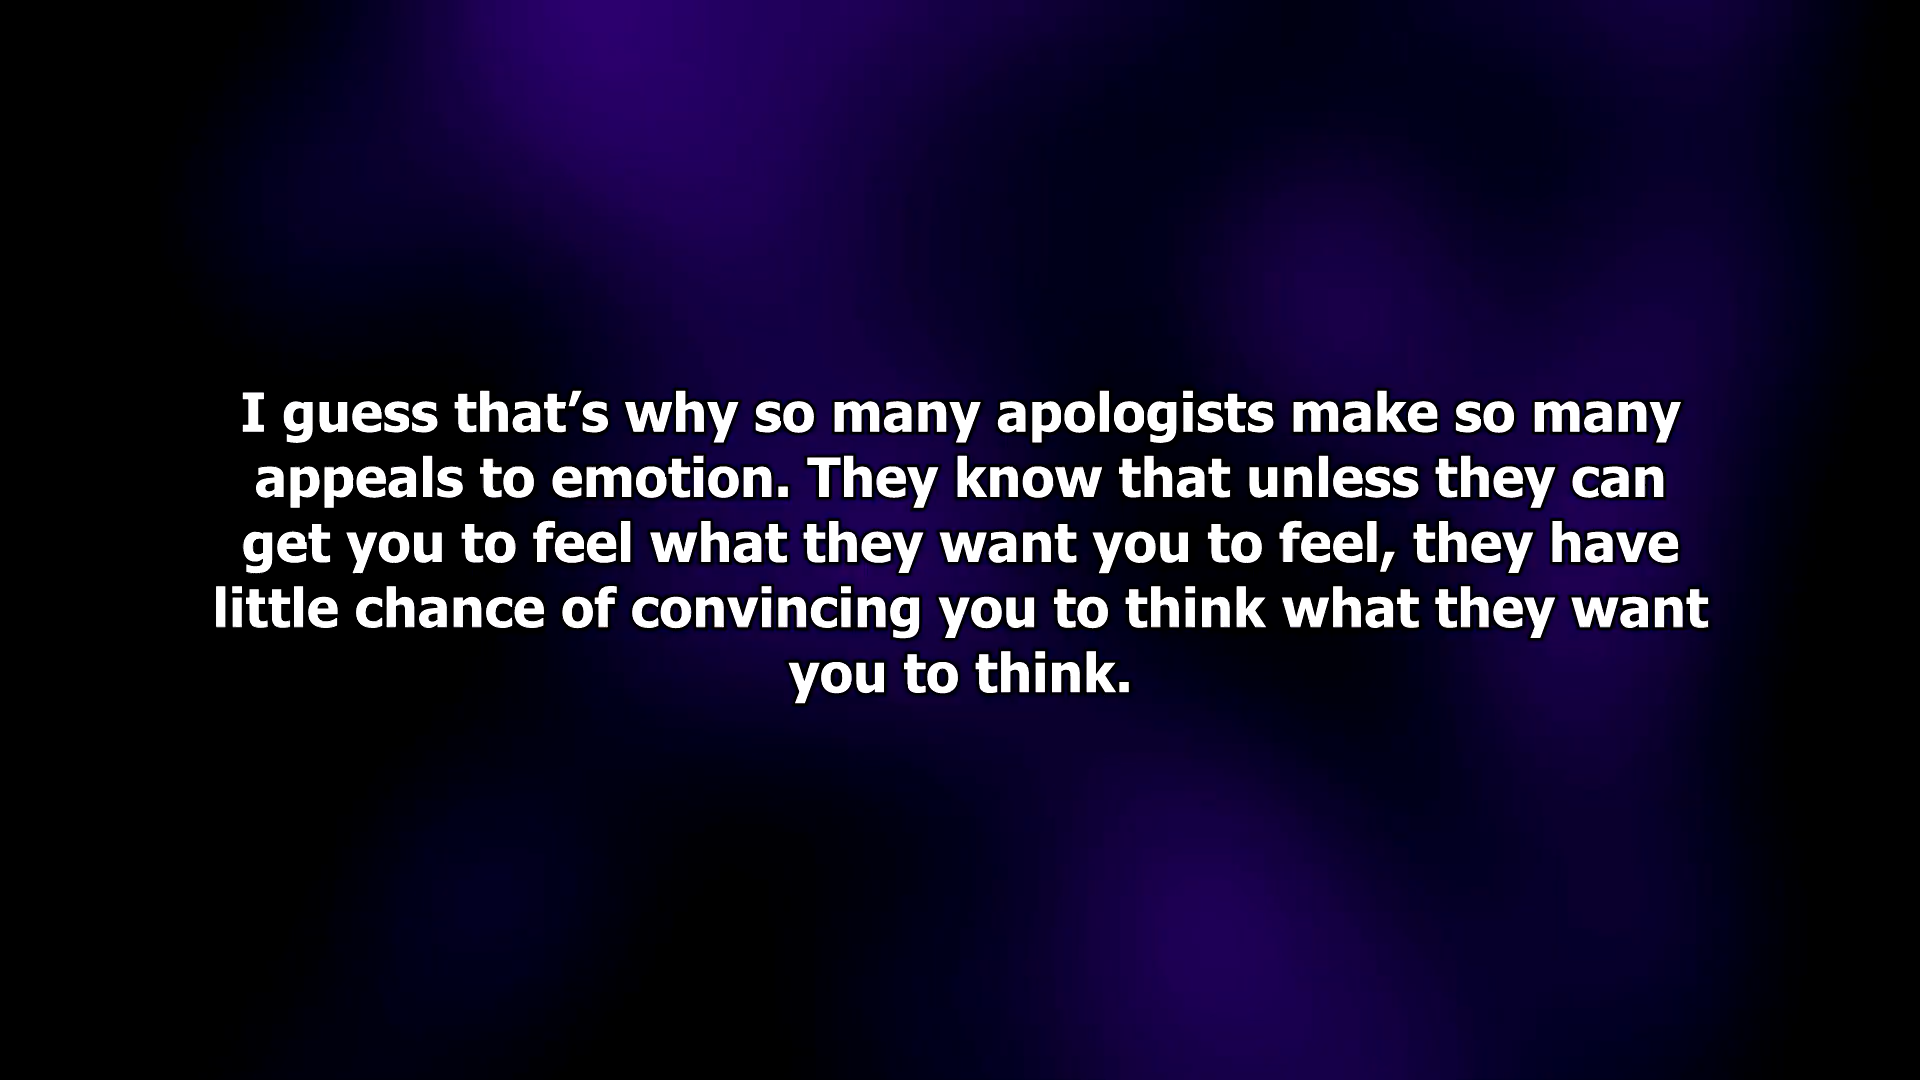 I guess that’s why so many apologists make so many
appeals to emotion. They know that unless they can
get you to feel what they want you to feel, they have
little chance of convincing you to think what they want
you to think.